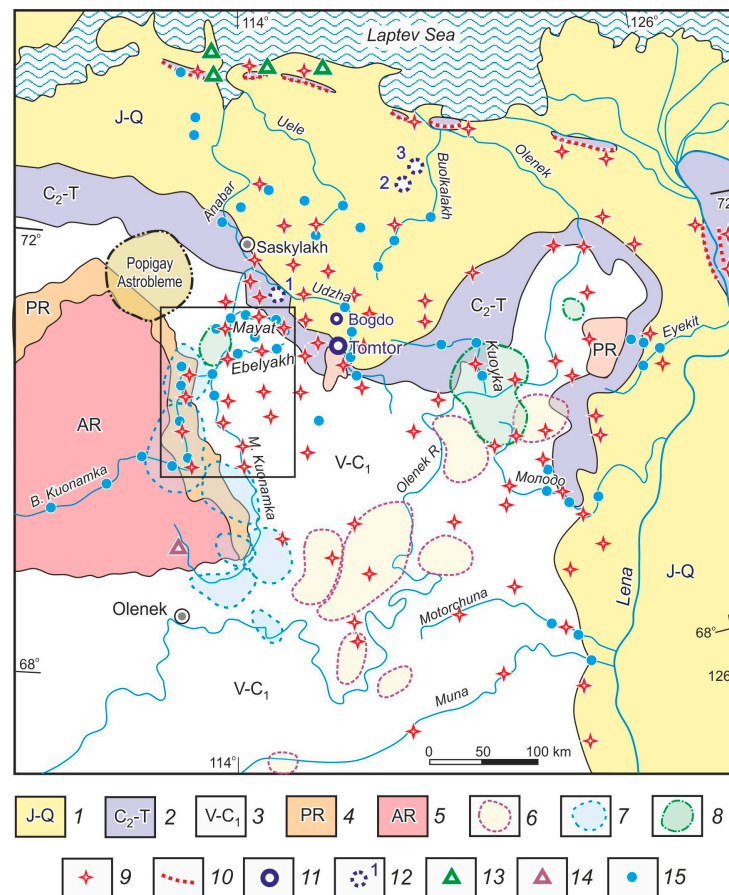 114°
126°
Laptev Sea
J-Q
Uele
Olenek
3
2
Buolkalakh
C₂-T
Anabar
72°
72
Saskylakh
Popigay
Astrobleme
1
Udzha
C₂-T
PR
Bogdo
Mayat
Tomtor
Eyekit
Ebelyakh
Kuoyka
PR
AR
V-C₁
Olenek R.
B. Kuonamka
M. Kuonamka
Молодо
J-Q
Olenek
Motorchuna
Lena
68°
68°
V-C₁
126°
Muna
114°
0 50 100 km
J-Q 1 C₂-T 2 V-C₁ 3 PR 4 AR 5 6 7 8
9 10 11 1 12 13 14 15